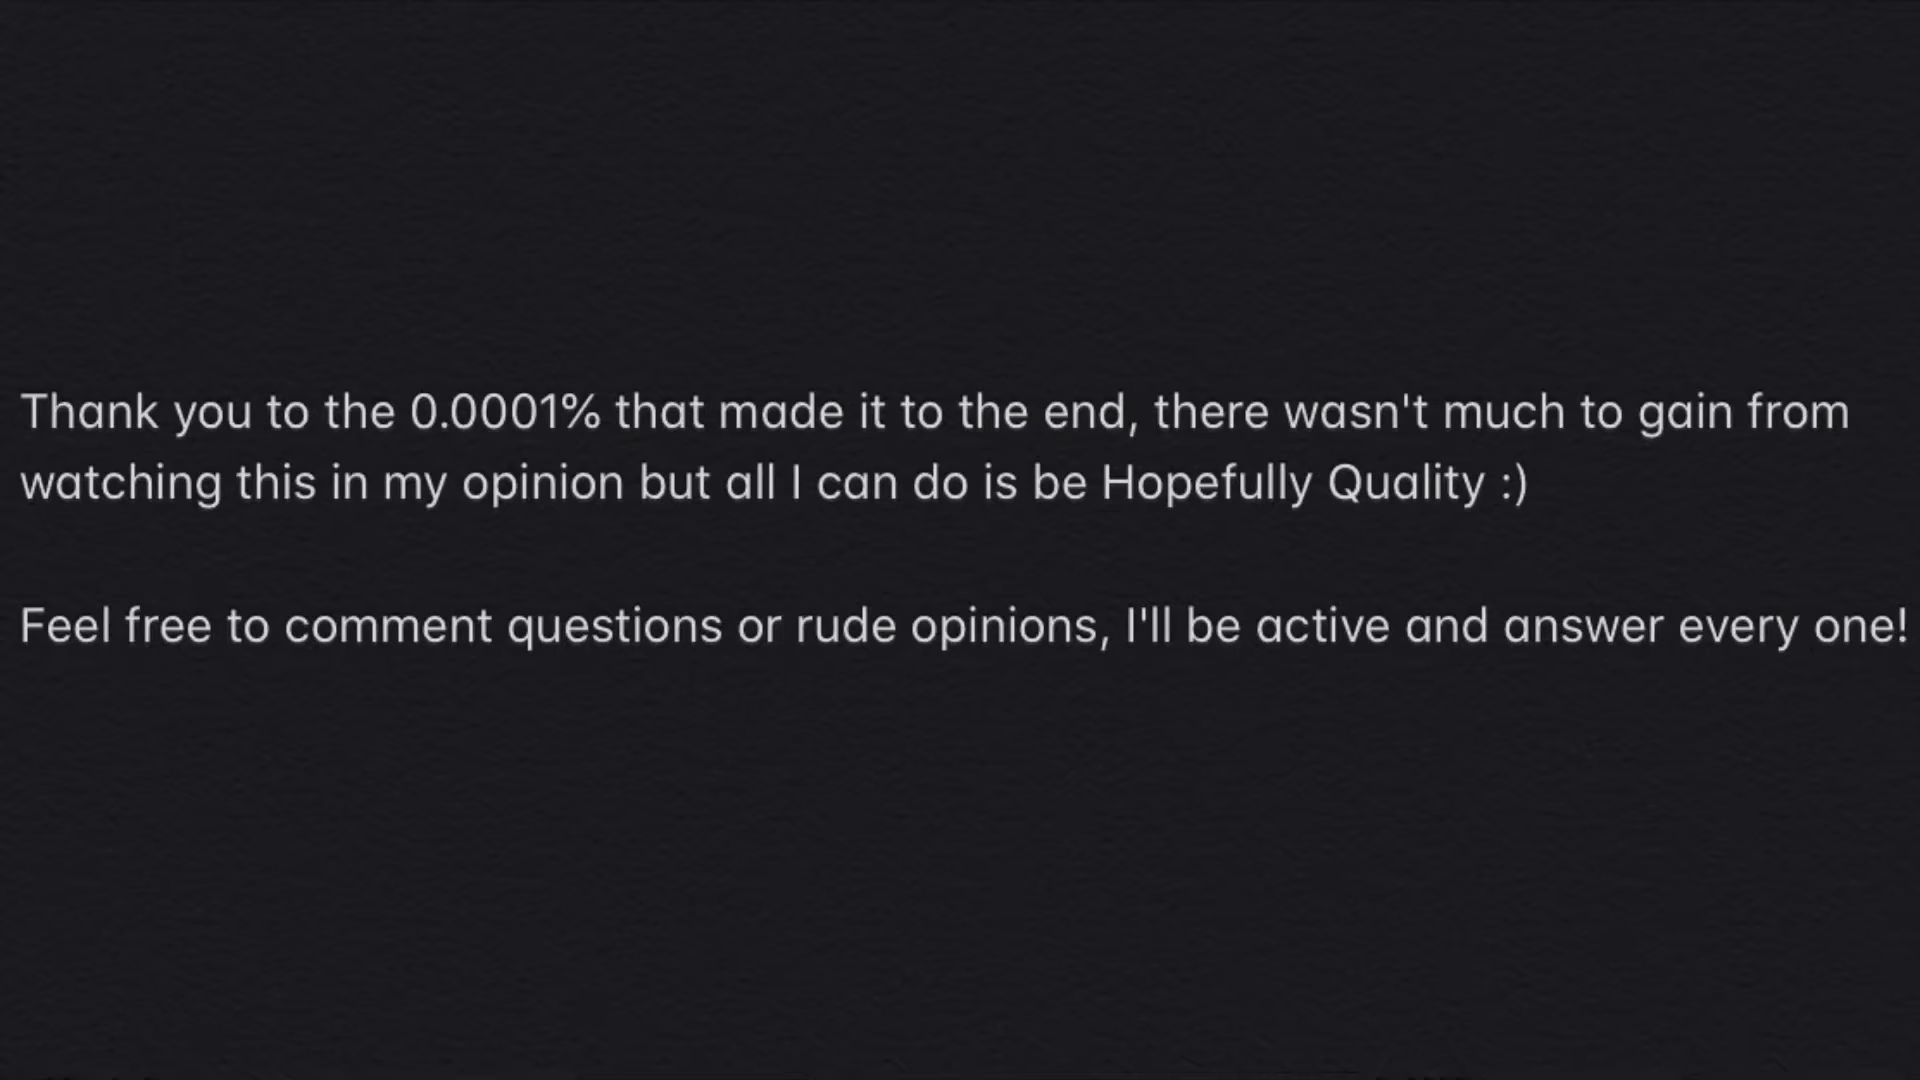 Thank you to the 0.0001% that made it to the end, there wasn't much to gain from
watching this in my opinion but all I can do is be Hopefully Quality :)
Feel free to comment questions or rude opinions, I'll be active and answer every one!